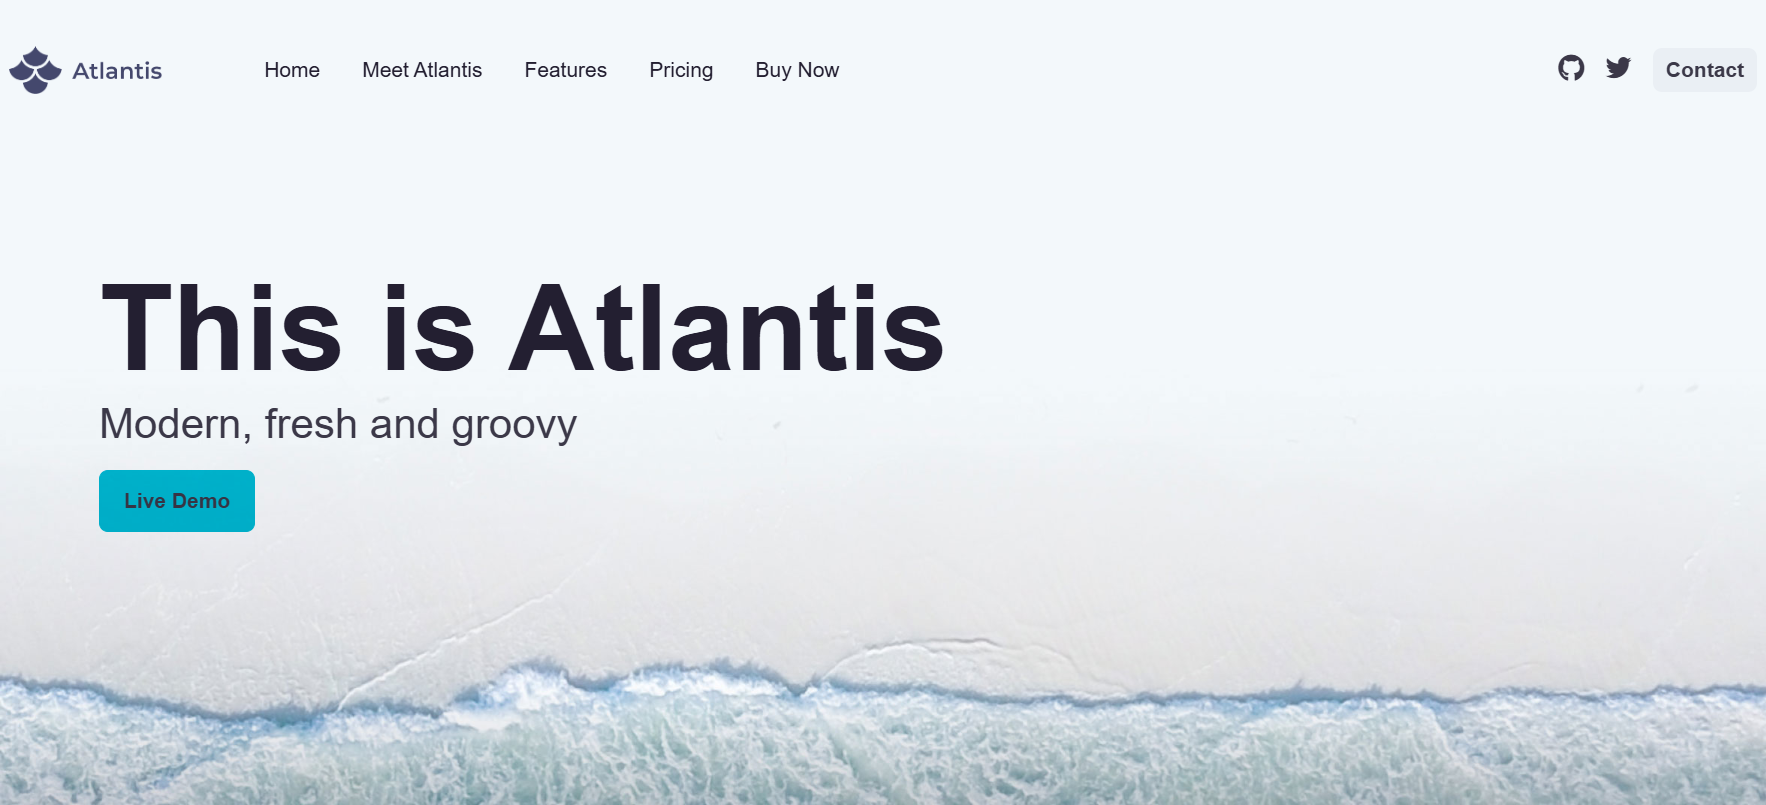 Atlantis
Home Meet Atlantis Features Pricing Buy Now Contact
This is Atlantis
Modern, fresh and groovy
Live Demo